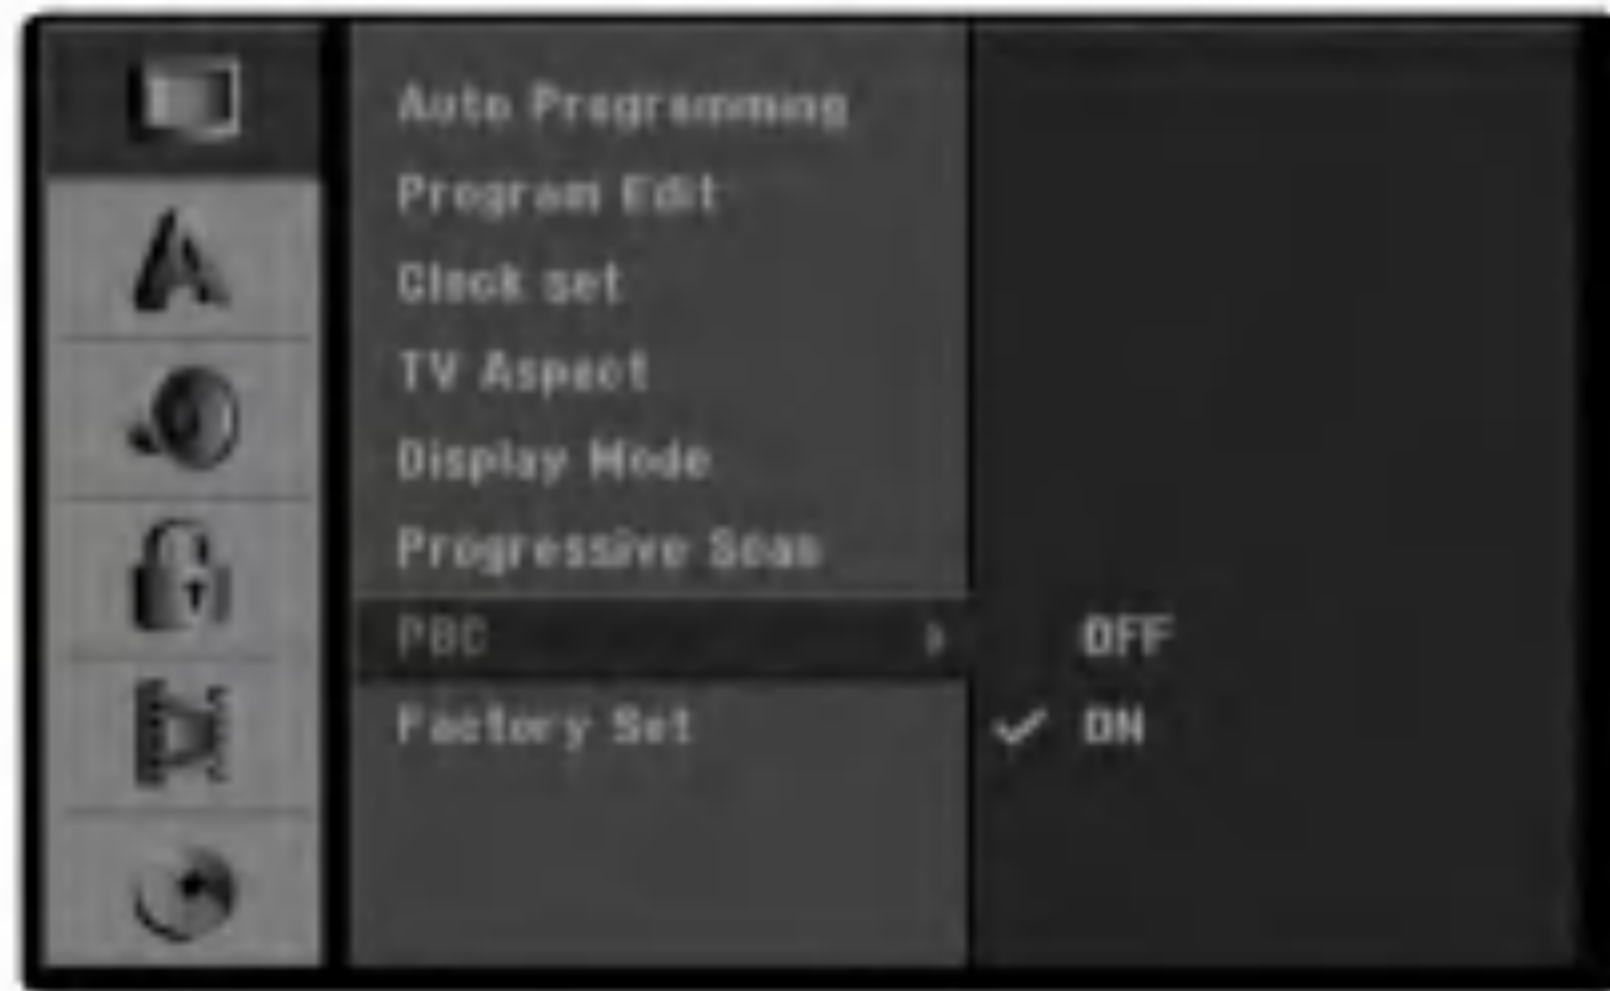 Auto Programming
Program Edit
Clock set
TV Aspect
Display Mode
Progressive Scan
PBC
OFF
Factory Set
ON